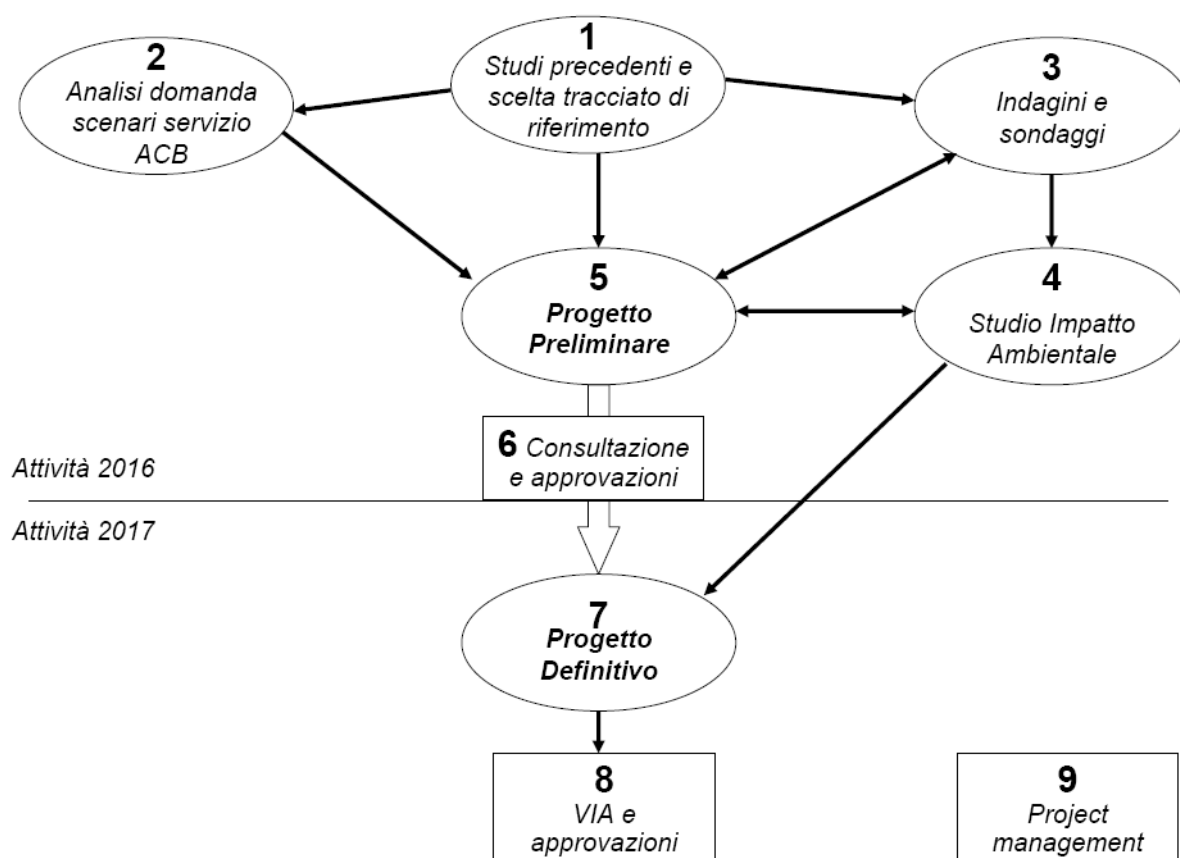 1
Studi precedenti e
scelta tracciato di
riferimento
2
Analisi domanda
scenari servizio
ACB
3
Indagini e
sondaggi
5
Progetto
Preliminare
4
Studio Impatto
Ambientale
6 Consultazione
e approvazioni
Attività 2016
Attività 2017
7
Progetto
Definitivo
8
VIA e
approvazioni
9
Project
management